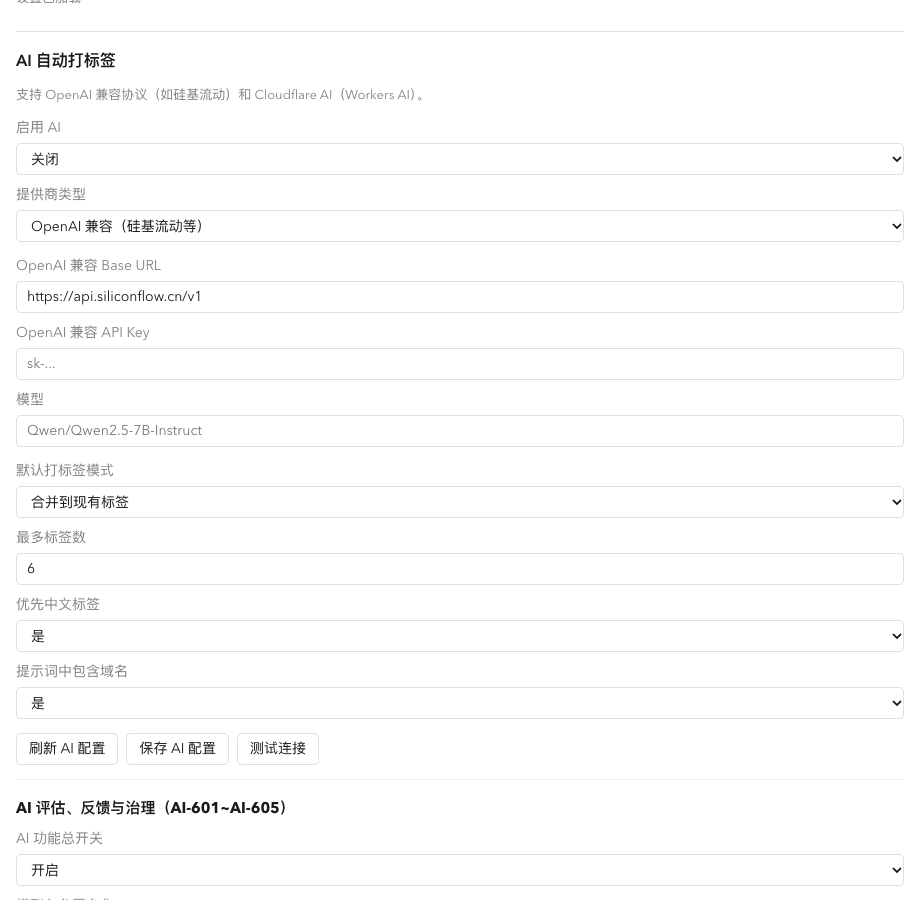 AI 自动打标签
支持 OpenAI 兼容协议（如硅基流动）和 Cloudflare AI（Workers AI）。
启用 AI
关闭
提供商类型
OpenAI 兼容（硅基流动等）
OpenAI 兼容 Base URL
https://api.siliconflow.cn/v1
OpenAI 兼容 API Key
sk-...
模型
Qwen/Qwen2.5-7B-Instruct
默认打标签模式
合并到现有标签
最多标签数
6
优先中文标签
是
提示词中包含域名
是
刷新 AI 配置 保存 AI 配置 测试连接
AI 评估、反馈与治理（AI-601~AI-605）
AI 功能总开关
开启